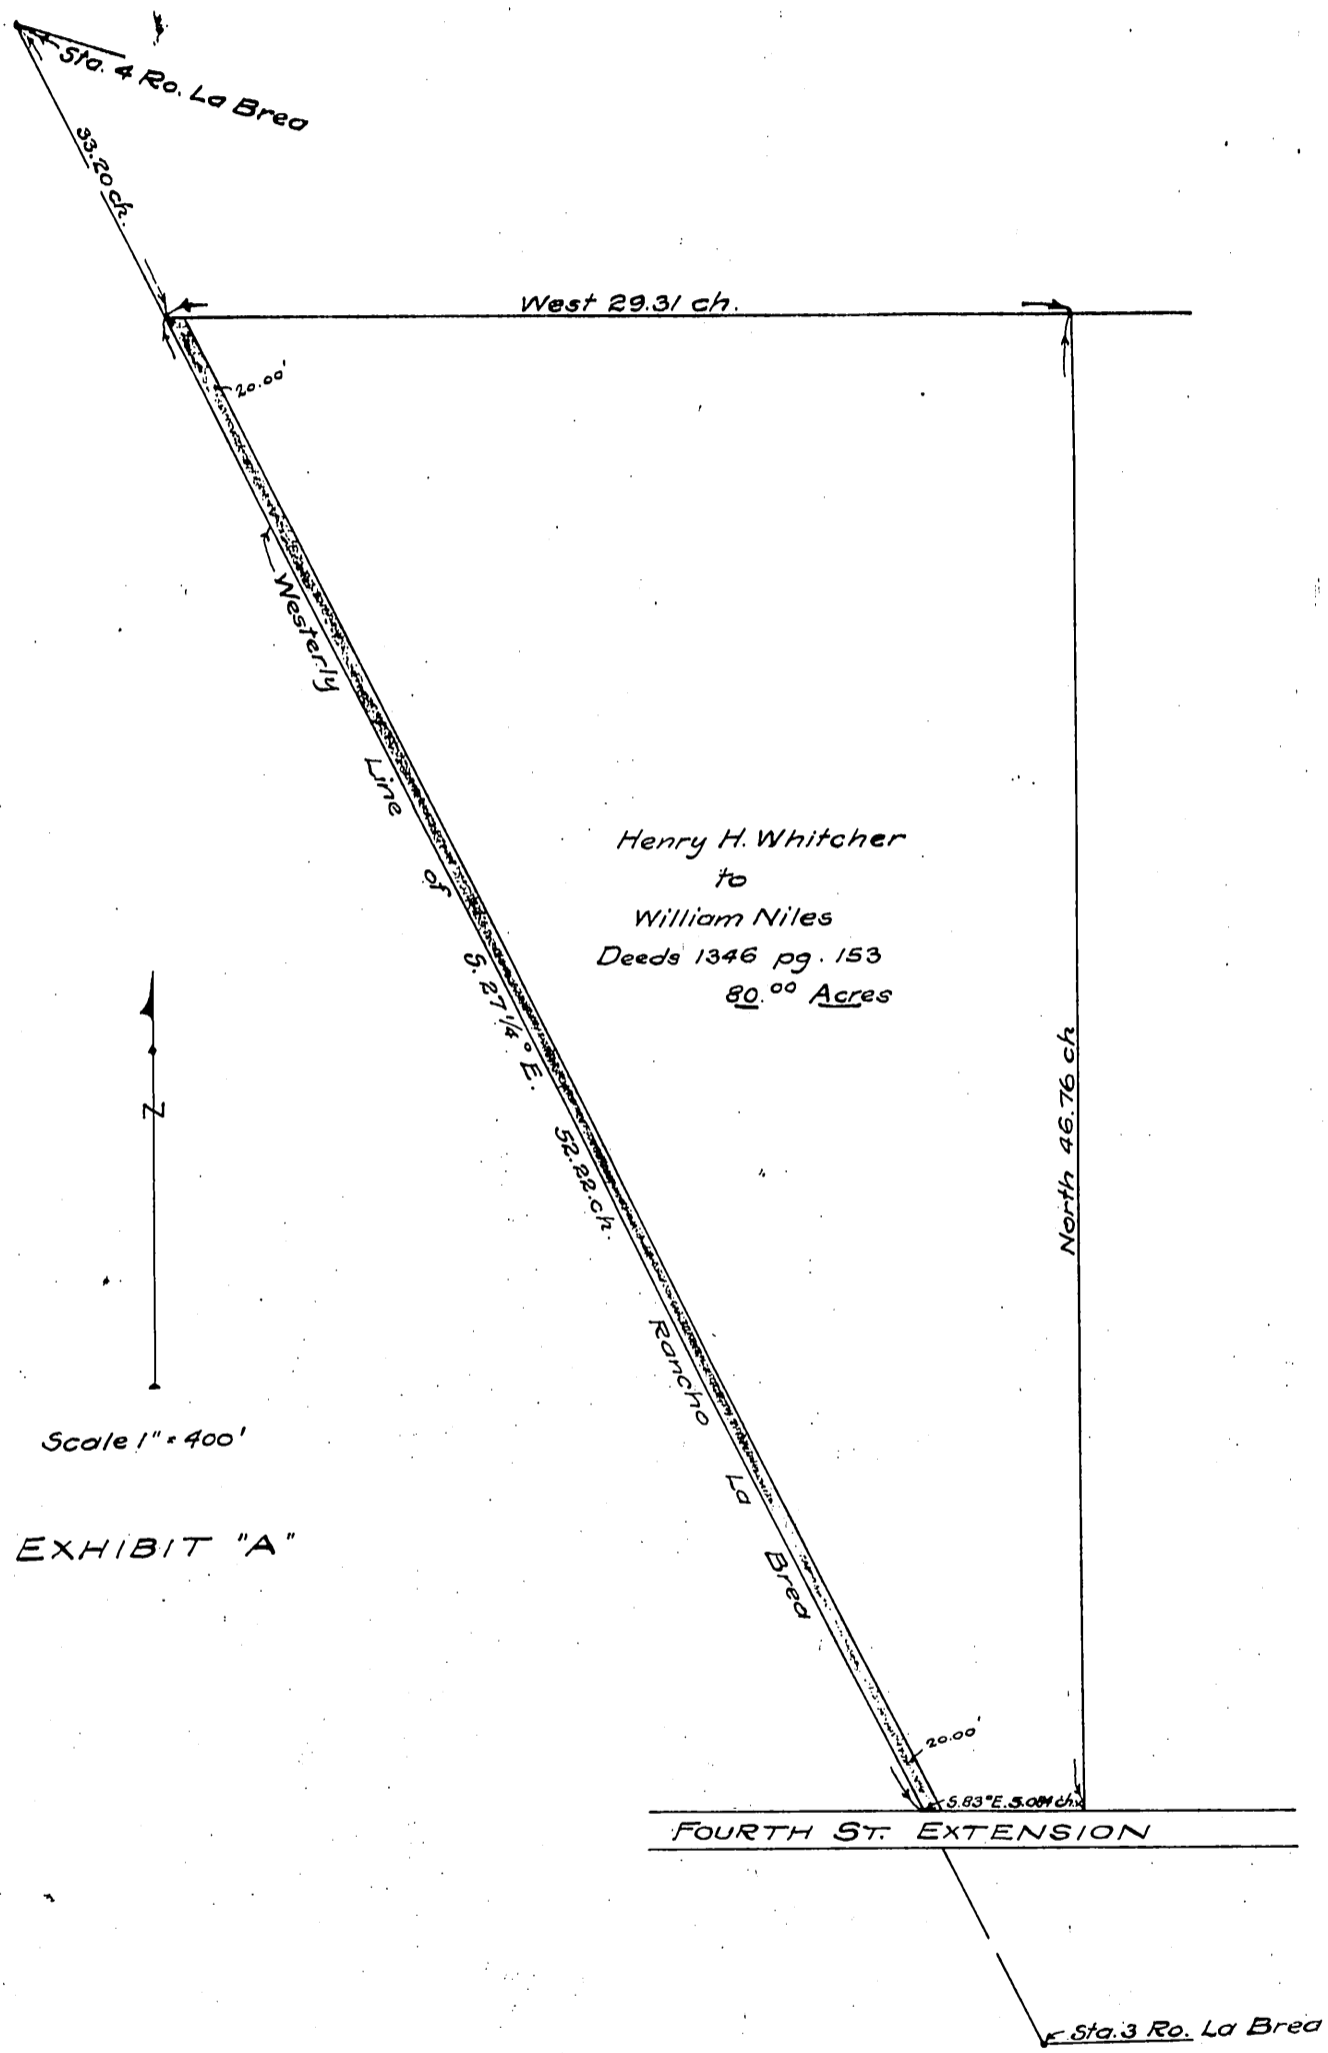 Sta. 4 Ro. La Brea
33.20 ch.
West 29.31 ch.
20.00'
Westerly Line of Rancho La Brea
S. 27 1/4° E. 52.22 ch.
Henry H. Whitcher
to
William Niles
Deeds 1346 pg. 153
80.00 Acres
North 46.76 ch
N
Scale 1" = 400'
EXHIBIT "A"
20.00'
S. 83° E. ch.
FOURTH ST. EXTENSION
Sta. 3 Ro. La Brea